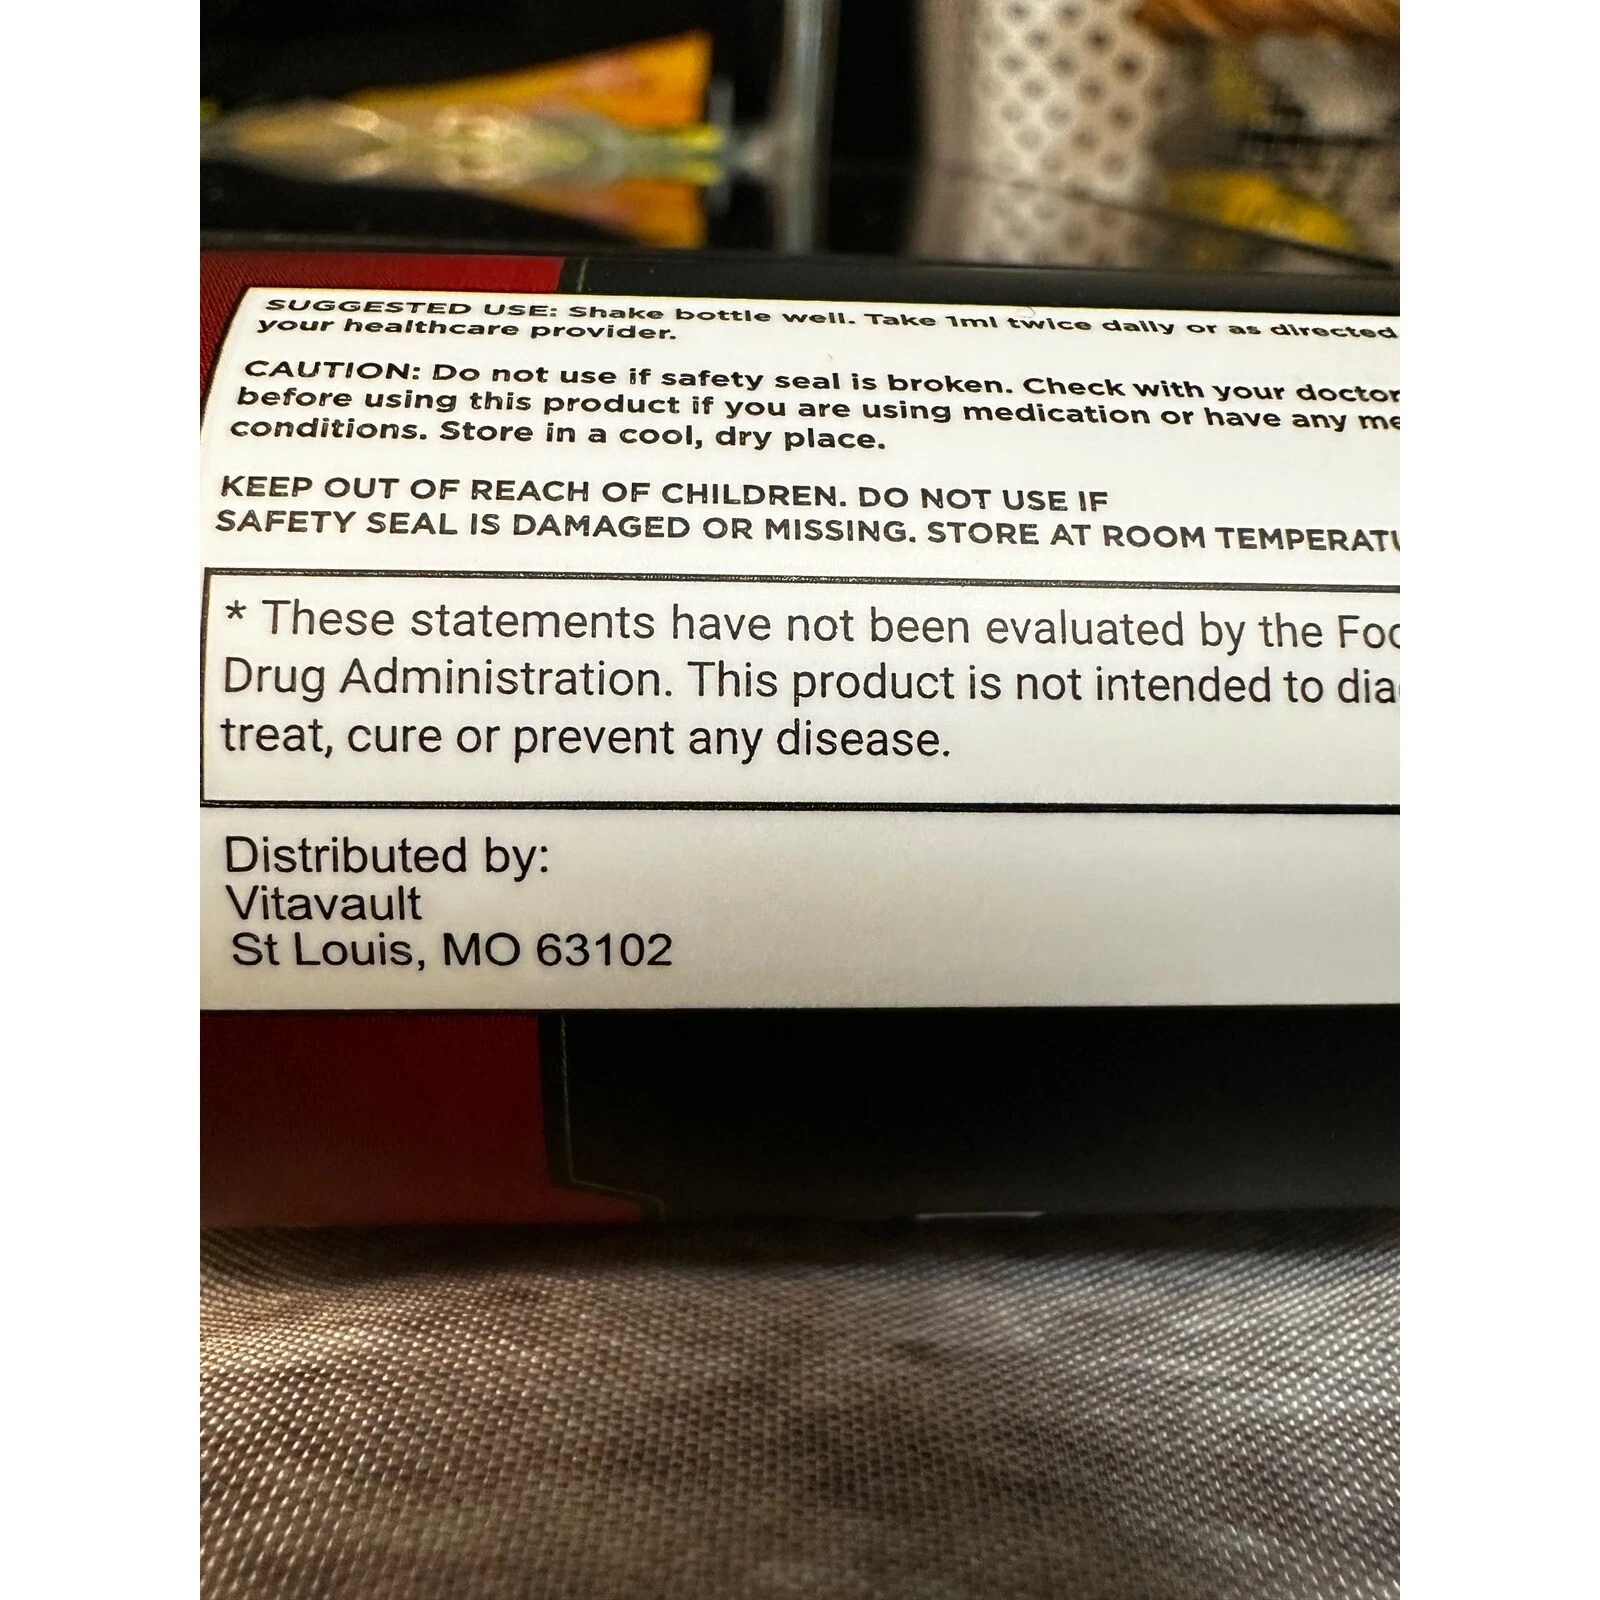 SUGGESTED USE: Shake bottle well. Take 1ml twice daily or as directed
your healthcare provider.
CAUTION: Do not use if safety seal is broken. Check with your doctor
before using this product if you are using medication or have any me
conditions. Store in a cool, dry place.
KEEP OUT OF REACH OF CHILDREN. DO NOT USE IF
SAFETY SEAL IS DAMAGED OR MISSING. STORE AT ROOM TEMPERATU
* These statements have not been evaluated by the Foo
Drug Administration. This product is not intended to dia
treat, cure or prevent any disease.
Distributed by:
Vitavault
St Louis, MO 63102